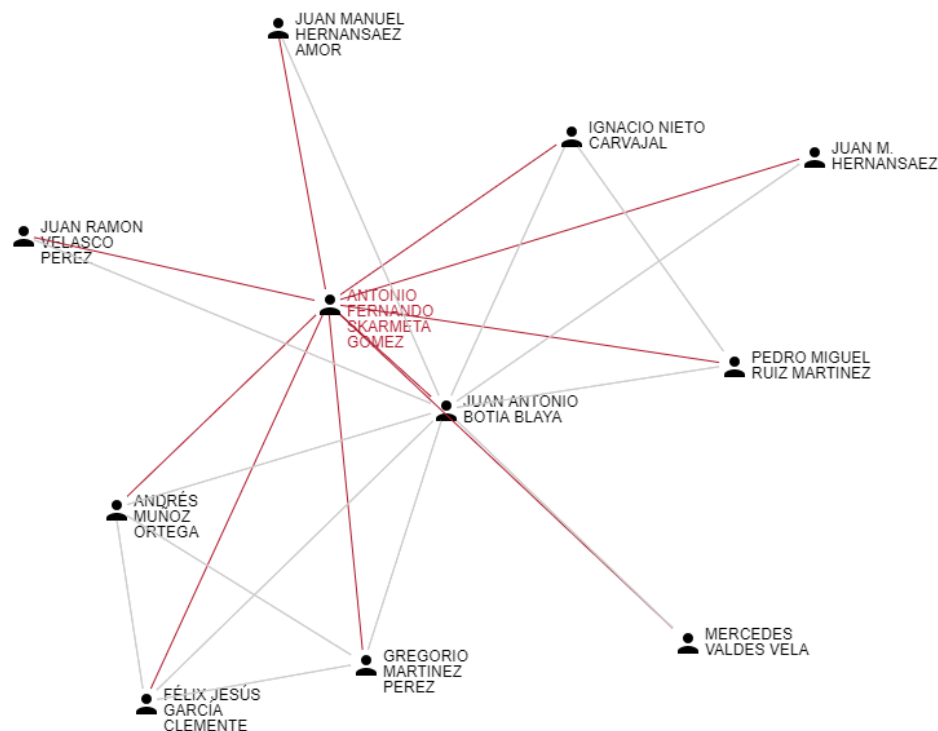 JUAN MANUEL
HERNANSAEZ
AMOR
IGNACIO NIETO
CARVAJAL
JUAN M.
HERNANSAEZ
JUAN RAMON
VELASCO
PEREZ
ANTONIO
FERNANDO
SKARMETA
GOMEZ
PEDRO MIGUEL
RUIZ MARTINEZ
JUAN ANTONIO
BOTIA BLAYA
ANDRÉS
MUÑOZ
ORTEGA
MERCEDES
VALDES VELA
GREGORIO
MARTINEZ
PEREZ
FÉLIX JESÚS
GARCÍA
CLEMENTE